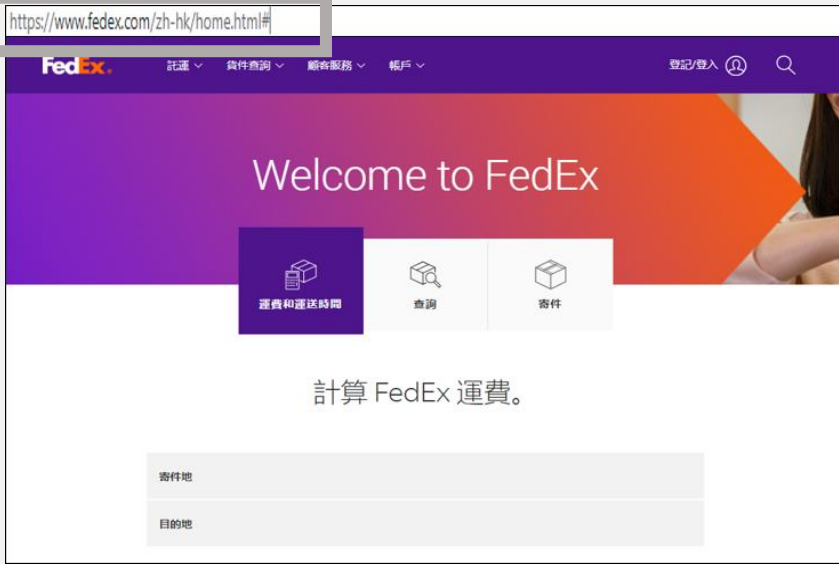 https://www.fedex.com/zh-hk/home.html#
FedEx.
託運 貨件查詢 顧客服務 帳戶 登記/登入
Welcome to FedEx
運費和運送時間 查詢 寄件
計算 FedEx 運費。
寄件地
目的地